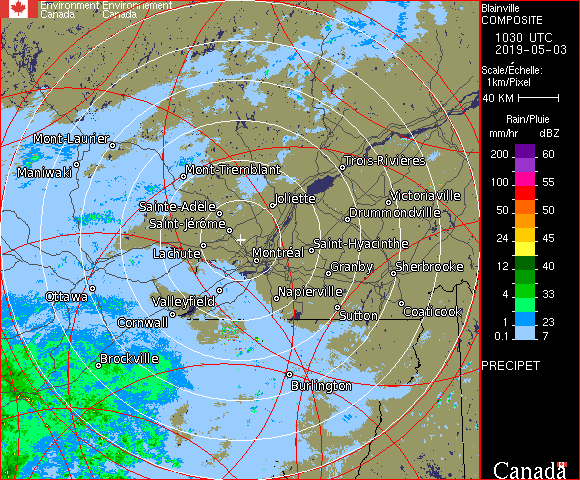 Environment Environnement
Canada Canada
Blainville
COMPOSITE
1030 UTC
2019-05-03
Scale/Échelle:
1km/Pixel
40 KM
Rain/Pluie
mm/hr dBZ
200 60
100 55
50 50
24 45
12 40
4 33
1 23
0.1 7
PRECIPET
Canada
Mont-Laurier
Maniwaki
Mont-Tremblant
Trois-Rivières
Sainte-Adèle
Joliette
Victoriaville
Drummondville
Saint-Jérôme
Lachute
Montréal
Saint-Hyacinthe
Granby
Sherbrooke
Ottawa
Valleyfield
Napierville
Cornwall
Sutton
Coaticook
Brockville
Burlington